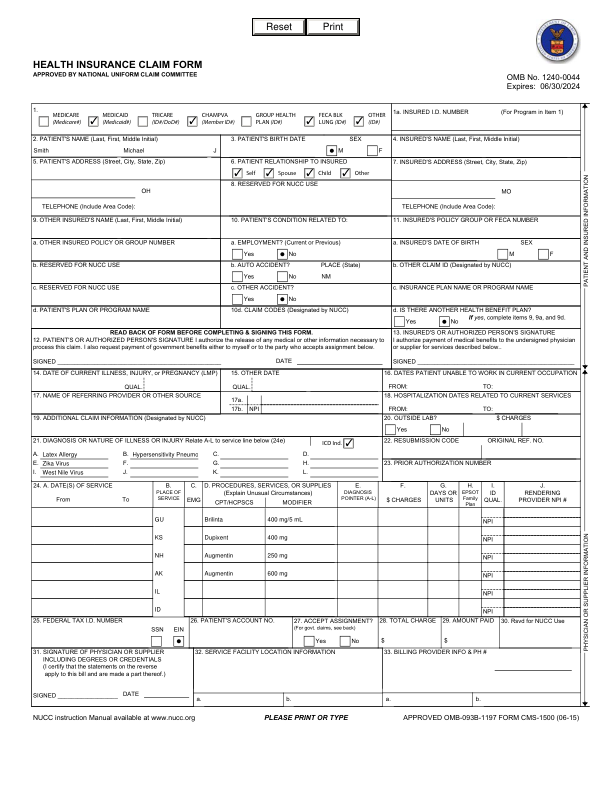 Reset Print
HEALTH INSURANCE CLAIM FORM
APPROVED BY NATIONAL UNIFORM CLAIM COMMITTEE
OMB No. 1240-0044
Expires: 06/30/2024
1. MEDICARE MEDICAID TRICARE CHAMPVA GROUP HEALTH FECA BLK OTHER
(Medicare#) (Medicaid#) (ID#/DoD#) (Member ID#) PLAN (ID#) LUNG (ID#) (ID#)
1a. INSURED I.D. NUMBER (For Program in Item 1)
2. PATIENT'S NAME (Last, First, Middle Initial)
Smith Michael J
3. PATIENT'S BIRTH DATE SEX
M F
4. INSURED'S NAME (Last, First, Middle Initial)
5. PATIENT'S ADDRESS (Street, City, State, Zip)
OH
TELEPHONE (Include Area Code):
6. PATIENT RELATIONSHIP TO INSURED
Self Spouse Child Other
7. INSURED'S ADDRESS (Street, City, State, Zip)
MO
TELEPHONE (Include Area Code):
8. RESERVED FOR NUCC USE
9. OTHER INSURED'S NAME (Last, First, Middle Initial)
10. PATIENT'S CONDITION RELATED TO:
11. INSURED'S POLICY GROUP OR FECA NUMBER
a. OTHER INSURED POLICY OR GROUP NUMBER
a. EMPLOYMENT? (Current or Previous)
Yes No
a. INSURED'S DATE OF BIRTH SEX
M F
b. RESERVED FOR NUCC USE
b. AUTO ACCIDENT? PLACE (State)
Yes No NM
b. OTHER CLAIM ID (Designated by NUCC)
c. RESERVED FOR NUCC USE
c. OTHER ACCIDENT?
Yes No
c. INSURANCE PLAN NAME OR PROGRAM NAME
d. PATIENT'S PLAN OR PROGRAM NAME
10d. CLAIM CODES (Designated by NUCC)
d. IS THERE ANOTHER HEALTH BENEFIT PLAN?
Yes No If yes, complete items 9, 9a, and 9d.
READ BACK OF FORM BEFORE COMPLETING & SIGNING THIS FORM.
12. PATIENT'S OR AUTHORIZED PERSON'S SIGNATURE I authorize the release of any medical or other information necessary to
process this claim. I also request payment of government benefits either to myself or to the party who accepts assignment below.
SIGNED DATE
13. INSURED'S OR AUTHORIZED PERSON'S SIGNATURE
I authorize payment of medical benefits to the undersigned physician
or supplier for services described below..
SIGNED
PATIENT AND INSURED INFORMATION
14. DATE OF CURRENT ILLNESS, INJURY, or PREGNANCY (LMP)
QUAL.
15. OTHER DATE
QUAL.
16. DATES PATIENT UNABLE TO WORK IN CURRENT OCCUPATION
FROM: TO:
17. NAME OF REFERRING PROVIDER OR OTHER SOURCE
17a.
17b. NPI
18. HOSPITALIZATION DATES RELATED TO CURRENT SERVICES
FROM: TO:
19. ADDITIONAL CLAIM INFORMATION (Designated by NUCC)
20. OUTSIDE LAB? $ CHARGES
Yes No
21. DIAGNOSIS OR NATURE OF ILLNESS OR INJURY Relate A-L to service line below (24e) ICD Ind.
A. Latex Allergy B. Hypersensitivity Pneumc C. D.
E. Zika Virus F. G. H.
I. West Nile Virus J. K. L.
22. RESUBMISSION CODE ORIGINAL REF. NO.
23. PRIOR AUTHORIZATION NUMBER
24. A. DATE(S) OF SERVICE
From To
B.
PLACE OF
SERVICE
C.
EMG
D. PROCEDURES, SERVICES, OR SUPPLIES
(Explain Unusual Circumstances)
CPT/HCPSCS MODIFIER
E.
DIAGNOSIS
POINTER (A-L)
F.
$ CHARGES
G.
DAYS OR
UNITS
H.
EPSOT
Family
Plan
I.
ID
QUAL
J.
RENDERING
PROVIDER NPI #
GU Brilinta 400 mg/5 mL NPI
KS Dupixent 400 mg NPI
NH Augmentin 250 mg NPI
AK Augmentin 600 mg NPI
IL NPI
ID NPI
25. FEDERAL TAX I.D. NUMBER
SSN EIN
26. PATIENT'S ACCOUNT NO.
27. ACCEPT ASSIGNMENT?
(For govt. claims, see back)
Yes No
28. TOTAL CHARGE
$
29. AMOUNT PAID
$
30. Rsvd for NUCC Use
31. SIGNATURE OF PHYSICIAN OR SUPPLIER
INCLUDING DEGREES OR CREDENTIALS
(I certify that the statements on the reverse
apply to this bill and are made a part thereof.)
SIGNED DATE
32. SERVICE FACILITY LOCATION INFORMATION
a. b.
33. BILLING PROVIDER INFO & PH #
a. b.
PHYSICIAN OR SUPPLIER INFORMATION
NUCC instruction Manual available at www.nucc.org
PLEASE PRINT OR TYPE
APPROVED OMB-093B-1197 FORM CMS-1500 (06-15)